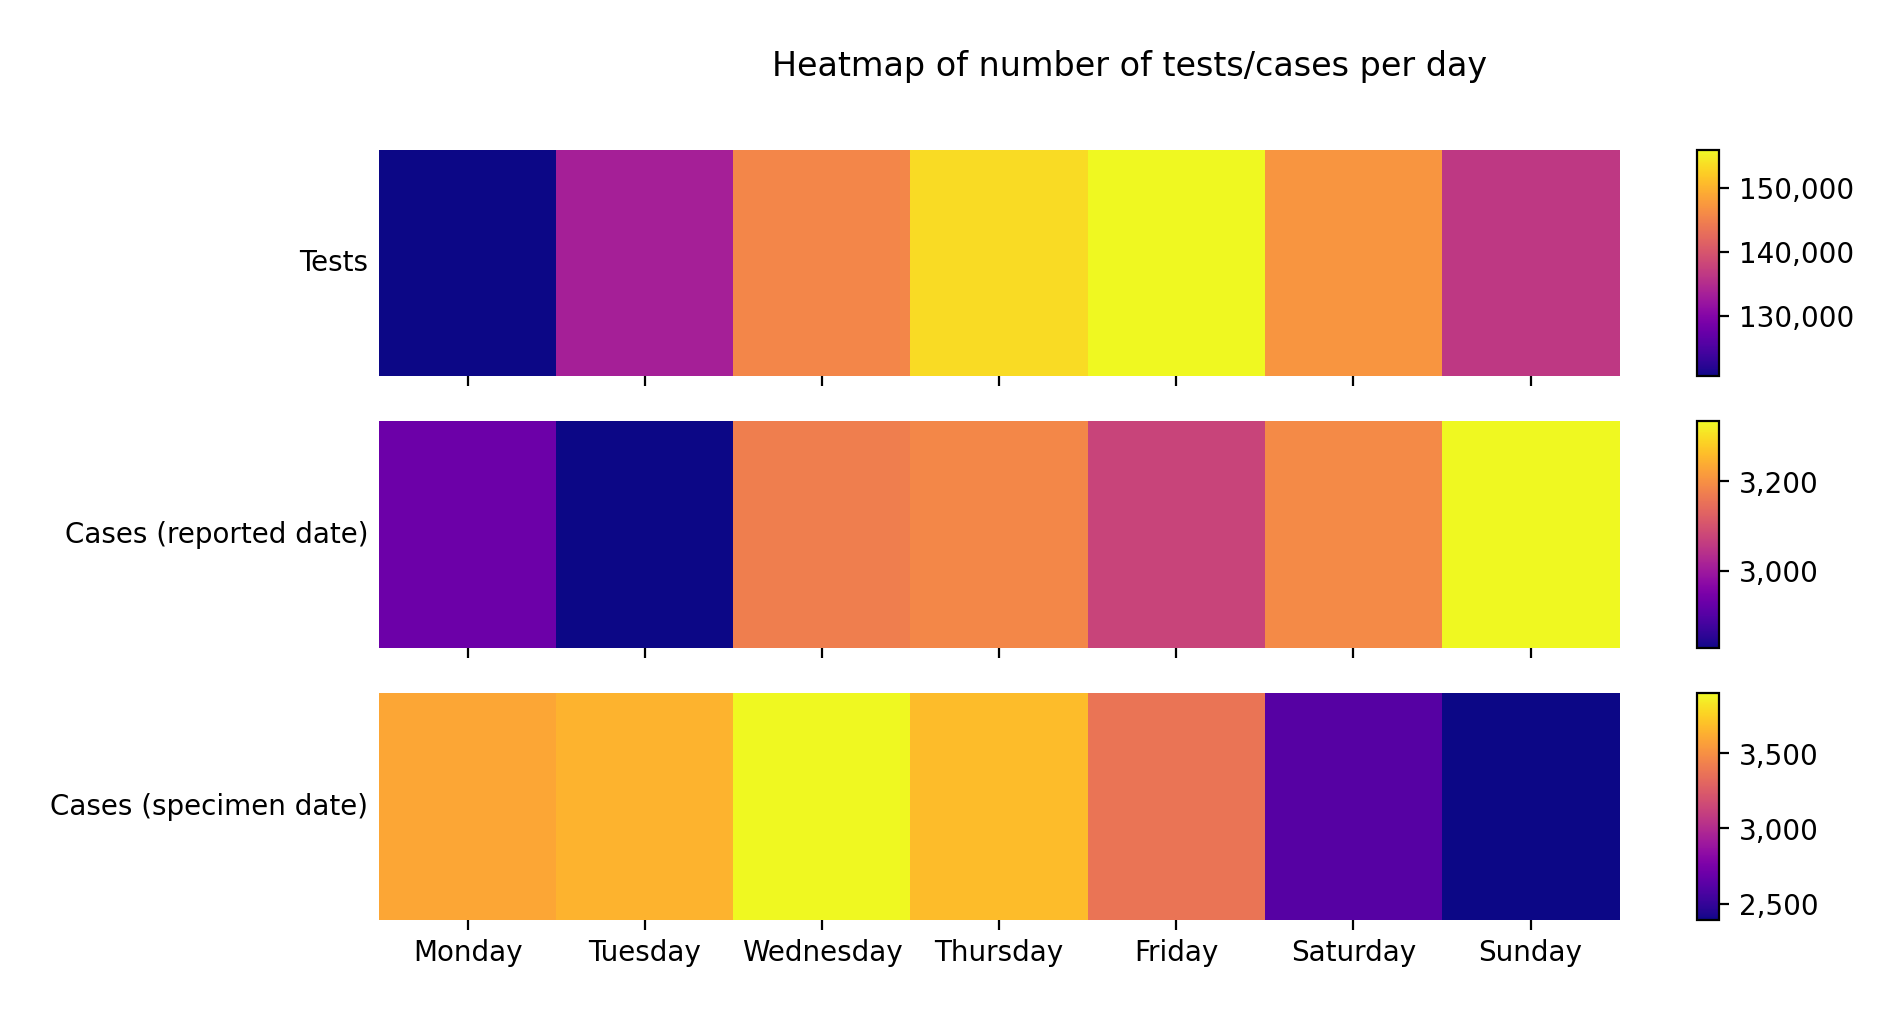 Heatmap of number of tests/cases per day
Tests
150,000
140,000
130,000
Cases (reported date)
3,200
3,000
Cases (specimen date)
3,500
3,000
2,500
Monday Tuesday Wednesday Thursday Friday Saturday Sunday